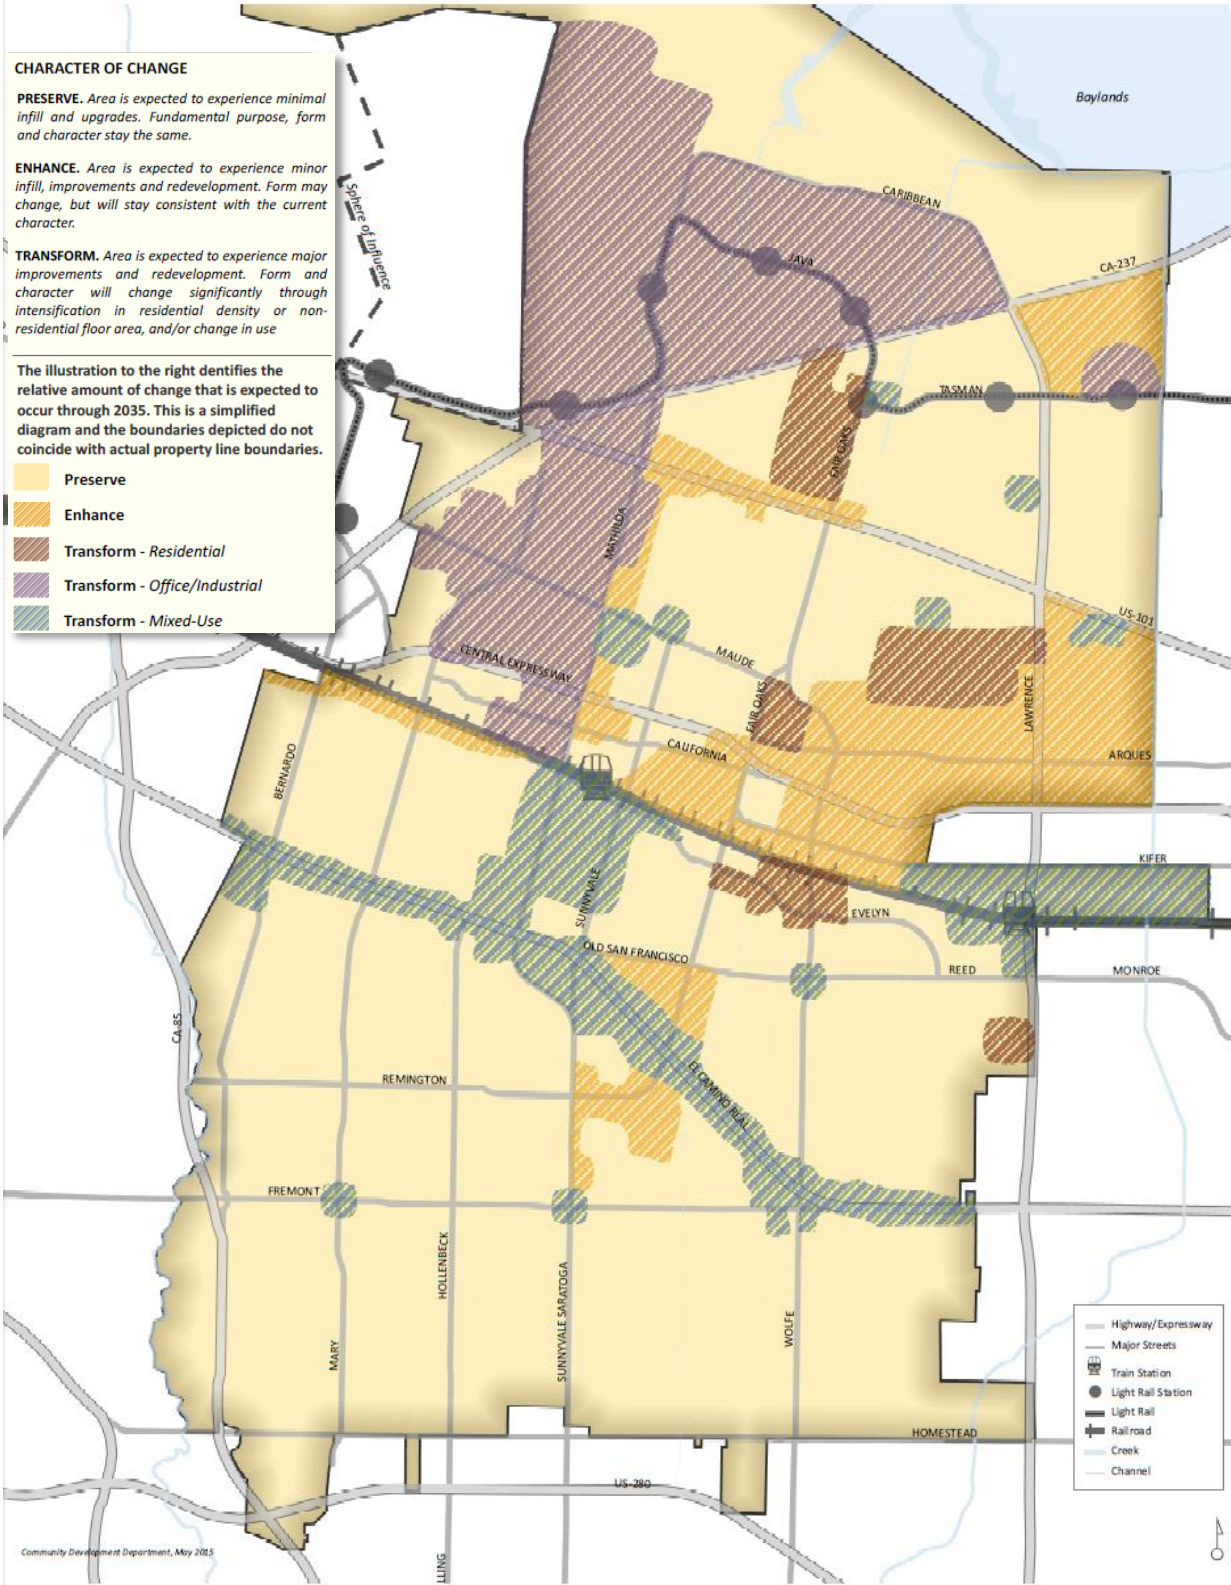 CHARACTER OF CHANGE
PRESERVE. Area is expected to experience minimal
infill and upgrades. Fundamental purpose, form
and character stay the same.
ENHANCE. Area is expected to experience minor
infill, improvements and redevelopment. Form may
change, but will stay consistent with the current
character.
TRANSFORM. Area is expected to experience major
improvements and redevelopment. Form and
character will change significantly through
intensification in residential density or non-
residential floor area, and/or change in use
The illustration to the right dentifies the
relative amount of change that is expected to
occur through 2035. This is a simplified
diagram and the boundaries depicted do not
coincide with actual property line boundaries.
Preserve
Enhance
Transform - Residential
Transform - Office/Industrial
Transform - Mixed-Use
Baylands
Sphere of Influence
CARIBBEAN
JAVA
CA-237
TASMAN
FAIR OAKS
MATHILDA
US-101
MAUDE
CENTRAL EXPRESSWAY
FAIR OAKS
LAWRENCE
CALIFORNIA
ARQUES
BERNARDO
KIFER
SUNNYVALE
EVELYN
OLD SAN FRANCISCO
REED
MONROE
CA-85
REMINGTON
EL CAMINO REAL
FREMONT
HOLLENBECK
SUNNYVALE SARATOGA
MARY
WOLFE
HOMESTEAD
US-280
LLING
Highway/Expressway
Major Streets
Train Station
Light Rail Station
Light Rail
Railroad
Creek
Channel
Community Development Department, May 2015